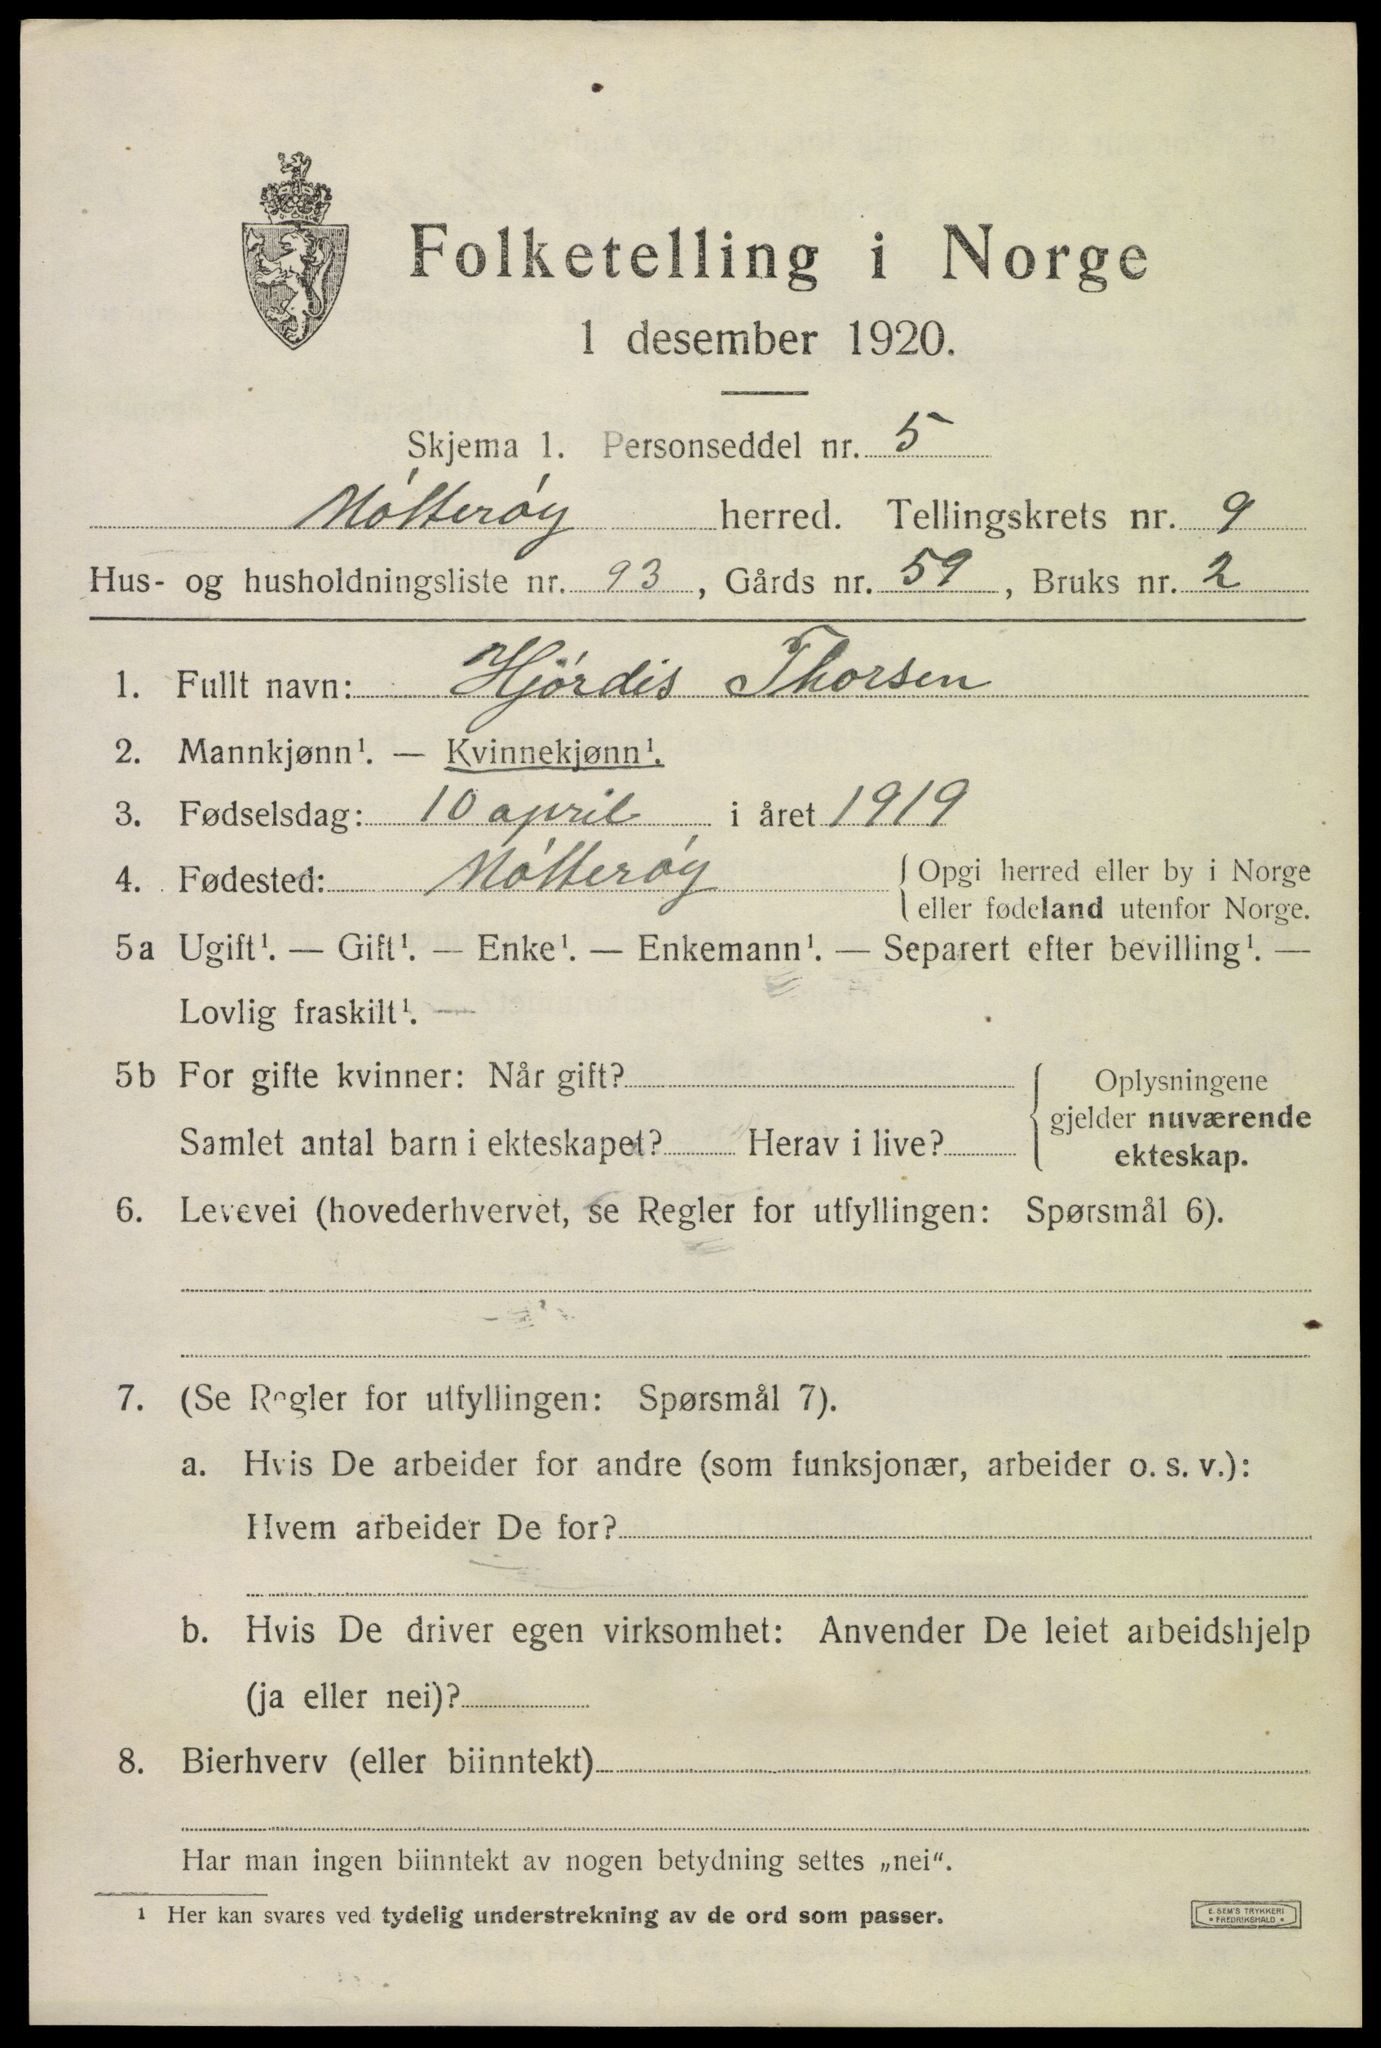 Folketelling i Norge
1 desember 1920.
Skjema 1. Personseddel nr. 5
Nótteróy herred. Tellingskrets nr. 9
Hus- og husholdningsliste nr. 93, Gårds nr. 59, Bruks nr. 2
1. Fullt navn: Hjórdis Thorsen
2. Mannkjønn¹. — Kvinnekjønn¹.
3. Fødselsdag: 10 april i året 1919
4. Fødested: Nótteróy { Opgi herred eller by i Norge
eller fødeland utenfor Norge.
5a Ugift¹. — Gift¹. — Enke¹. — Enkemann¹. — Separert efter bevilling¹. —
Lovlig fraskilt¹. —
5b For gifte kvinner: Når gift? { Oplysningene
gjelder nuværende
Samlet antal barn i ekteskapet? Herav i live?
ekteskap.
6. Levevei (hovederhvervet, se Regler for utfyllingen: Spørsmål 6).
7. (Se Regler for utfyllingen: Spørsmål 7).
a. Hvis De arbeider for andre (som funksjonær, arbeider o. s. v.):
Hvem arbeider De for?
b. Hvis De driver egen virksomhet: Anvender De leiet arbeidshjelp
(ja eller nei)?
8. Bierhverv (eller biinntekt)
Har man ingen biinntekt av nogen betydning settes „nei“.
¹ Her kan svares ved tydelig understrekning av de ord som passer.
E. SEM'S TRYKKERI
• FREDRIKSHALD •